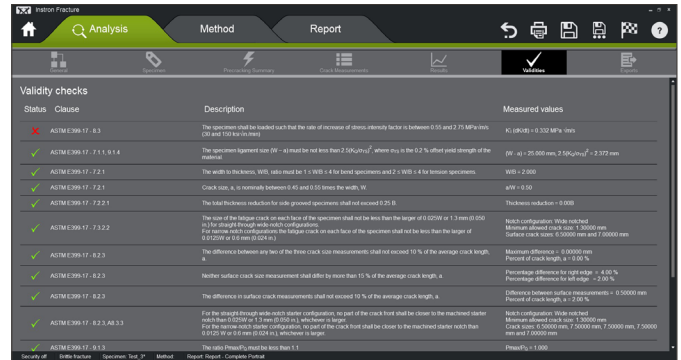 Instron Fracture
Analysis
Method
Report
?
General
Specimen
Precracking Summary
Crack Measurements
Results
Validities
Exports
Validity checks
Status Clause Description Measured values
ASTM E399-17 - 8.3
The specimen shall be loaded such that the rate of increase of stress intensity factor is between 0.55 and 2.75 MPa·√m/s
(30 and 150 ksi·√in./min)
K\ (dK/dt) = 0.332 MPa·√m/s
ASTM E399-17 - 7.1.1, 9.1.4
The specimen ligament size (W − a) must be not less than 2.5(KQ/σYS)², where σYS is the 0.2 % offset yield strength of the
material.
(W - a) = 25.000 mm, 2.5(KQ/σYS)² = 2.372 mm
ASTM E399-17 - 7.2.1
The width to thickness, W/B, ratio must be 1 ≤ W/B ≤ 4 for bend specimens and 2 ≤ W/B ≤ 4 for tension specimens.
W/B = 2.000
ASTM E399-17 - 7.2.1
Crack size, a, is nominally between 0.45 and 0.55 times the width, W.
a/W = 0.50
ASTM E399-17 - 7.2.2.1
The total thickness reduction for side grooved specimens shall not exceed 0.25 B.
Thickness reduction = 0.00B
ASTM E399-17 - 7.3.2.2
The size of the fatigue crack on each face of the specimen shall not be less than the larger of 0.025W or 1.3 mm (0.050
in.) for straight-through wide-notch configurations.
For narrow notch configurations the fatigue crack on each face of the specimen shall not be less than the larger of
0.0125W or 0.6 mm (0.024 in.)
Notch configuration: Wide notched
Minimum allowed crack size: 1.30000 mm
Surface crack sizes: 6.50000 mm and 7.00000 mm
ASTM E399-17 - 8.2.3
The difference between any two of the three crack size measurements shall not exceed 10 % of the average crack length,
a.
Maximum difference = 0.00000 mm
Percent of crack length, a = 0.00 %
ASTM E399-17 - 8.2.3
Neither surface crack size measurement shall differ by more than 15 % of the average crack length, a.
Percentage difference for right edge = 4.00 %
Percentage difference for left edge = 2.00 %
ASTM E399-17 - 8.2.3
The difference in surface crack measurements shall not exceed 10 % of the average crack length, a.
Difference between surface measurements = 0.50000 mm
Percent of crack length, a = 2.00 %
ASTM E399-17 - 8.2.3, A8.3.3
For the straight-through wide-notch starter configuration, no part of the crack front shall be closer to the machined starter
notch than 0.025W or 1.3 mm (0.050 in.), whichever is larger.
For the narrow-notch starter configuration, no part of the crack front shall be closer to the machined starter notch than
0.0125 W or 0.6 mm (0.024 in.), whichever is larger.
Notch configuration: Wide notched
Minimum allowed crack size: 1.30000 mm
Crack sizes: 6.50000 mm, 7.50000 mm, 7.50000 mm, 7.50000
mm and 7.00000 mm
ASTM E399-17 - 9.1.3
The ratio Pmax/PQ must be less than 1.1
Pmax/PQ = 1.000
Security off Brittle fracture Specimen: Test_3* Method Report: Report - Complete Portrait